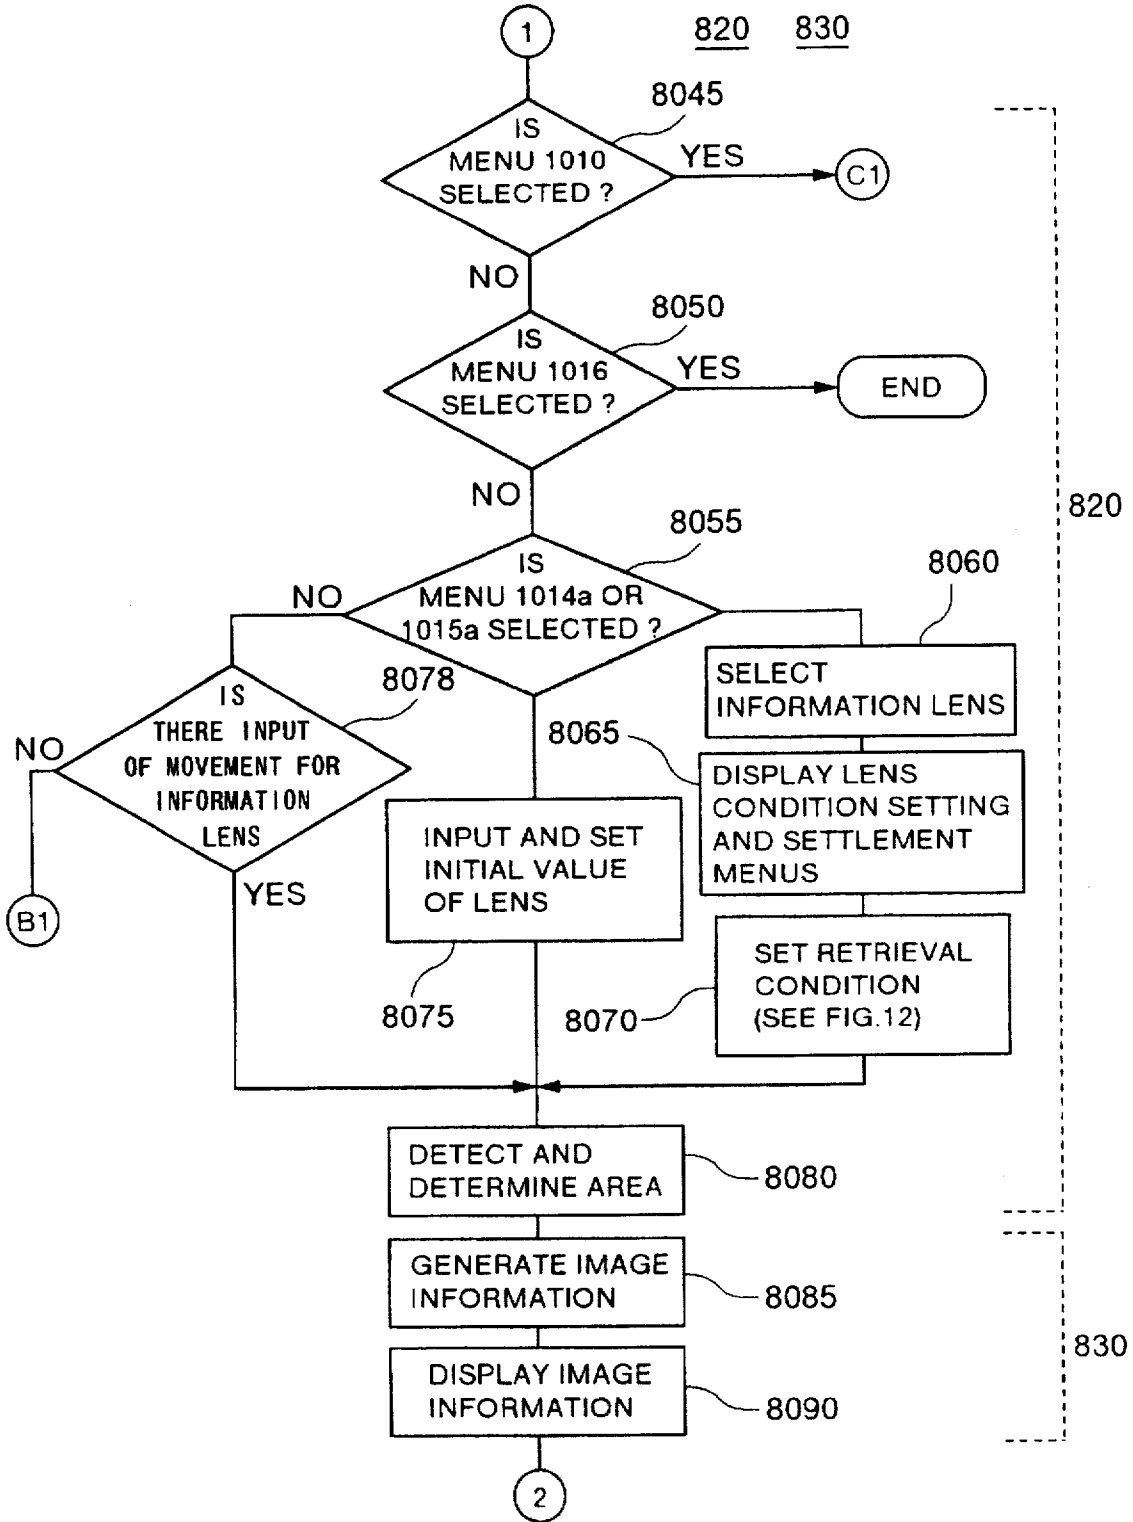 1
820 830
8045
IS
MENU 1010
SELECTED ?
YES
C1
NO
8050
IS
MENU 1016
SELECTED ?
YES
END
NO
820
8055
IS
MENU 1014a OR
1015a SELECTED ?
NO
8060
SELECT
INFORMATION LENS
8078
IS
THERE INPUT
OF MOVEMENT FOR
INFORMATION
LENS
NO
YES
B1
8065
DISPLAY LENS
CONDITION SETTING
AND SETTLEMENT
MENUS
INPUT AND SET
INITIAL VALUE
OF LENS
8075
SET RETRIEVAL
CONDITION
(SEE FIG.12)
8070
DETECT AND
DETERMINE AREA
8080
GENERATE IMAGE
INFORMATION
8085
830
DISPLAY IMAGE
INFORMATION
8090
2